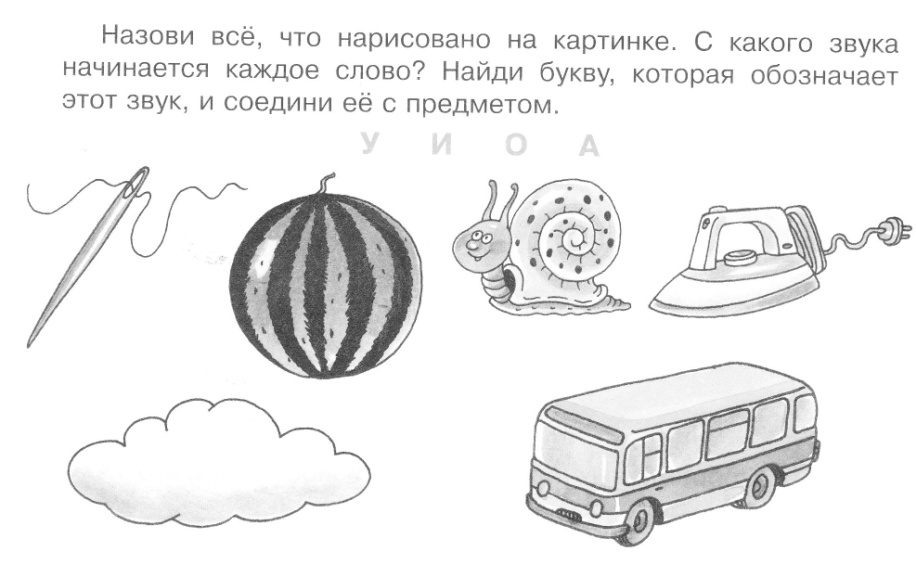 Назови всё, что нарисовано на картинке. С какого звука
начинается каждое слово? Найди букву, которая обозначает
этот звук, и соедини её с предметом.
У И О А